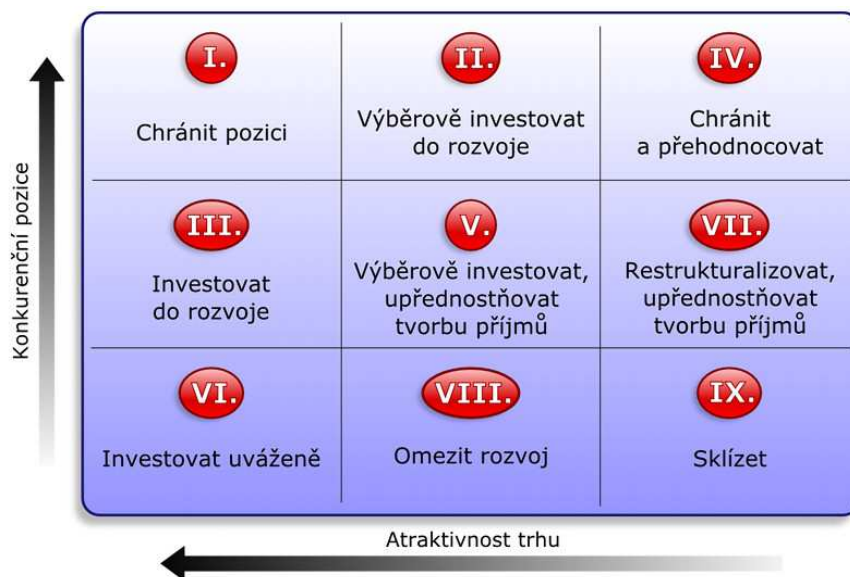 I.
Chránit pozici
II.
Výběrově investovat
do rozvoje
IV.
Chránit
a přehodnocovat
III.
Investovat
do rozvoje
V.
Výběrově investovat,
upřednostňovat
tvorbu příjmů
VII.
Restrukturalizovat,
upřednostňovat
tvorbu příjmů
VI.
Investovat uváženě
VIII.
Omezit rozvoj
IX.
Sklízet
Konkurenční pozice
Atraktivnost trhu